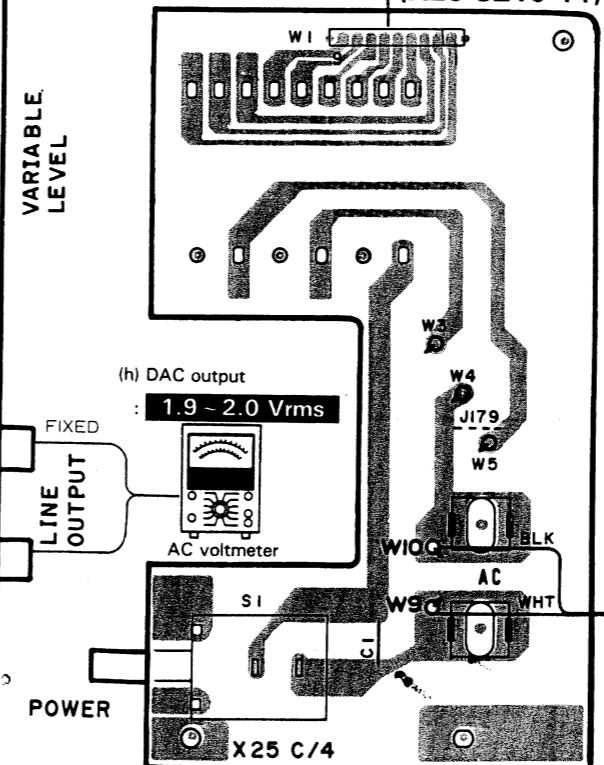 W1
VARIABLE
LEVEL
W3
(h) DAC output
W4
: 1.9 ~ 2.0 Vrms
J179
FIXED
W5
LINE
OUTPUT
AC voltmeter
W10
BLK
AC
S1
W9
WHT
C1
POWER
X25 C/4